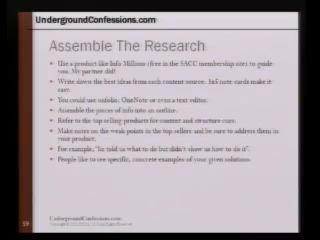 UndergroundConfessions.com
Assemble The Research
Use a product like Info Millions (free in the SACC membership site) to guide
you. My partner did!
Write down the best ideas from each content source. 3x5 note cards make it
easy.
You could use infolio, OneNote or even a text editor.
Assemble the pieces of info into an outline.
Refer to the top selling products for content and structure cues.
Make notes on the weak points in the top sellers and be sure to address them in
your product.
For example; "he told us what to do but didn't show us how to do it".
People like to see specific, concrete examples of your given solutions.
59
UndergroundConfessions.com
All Rights Reserved